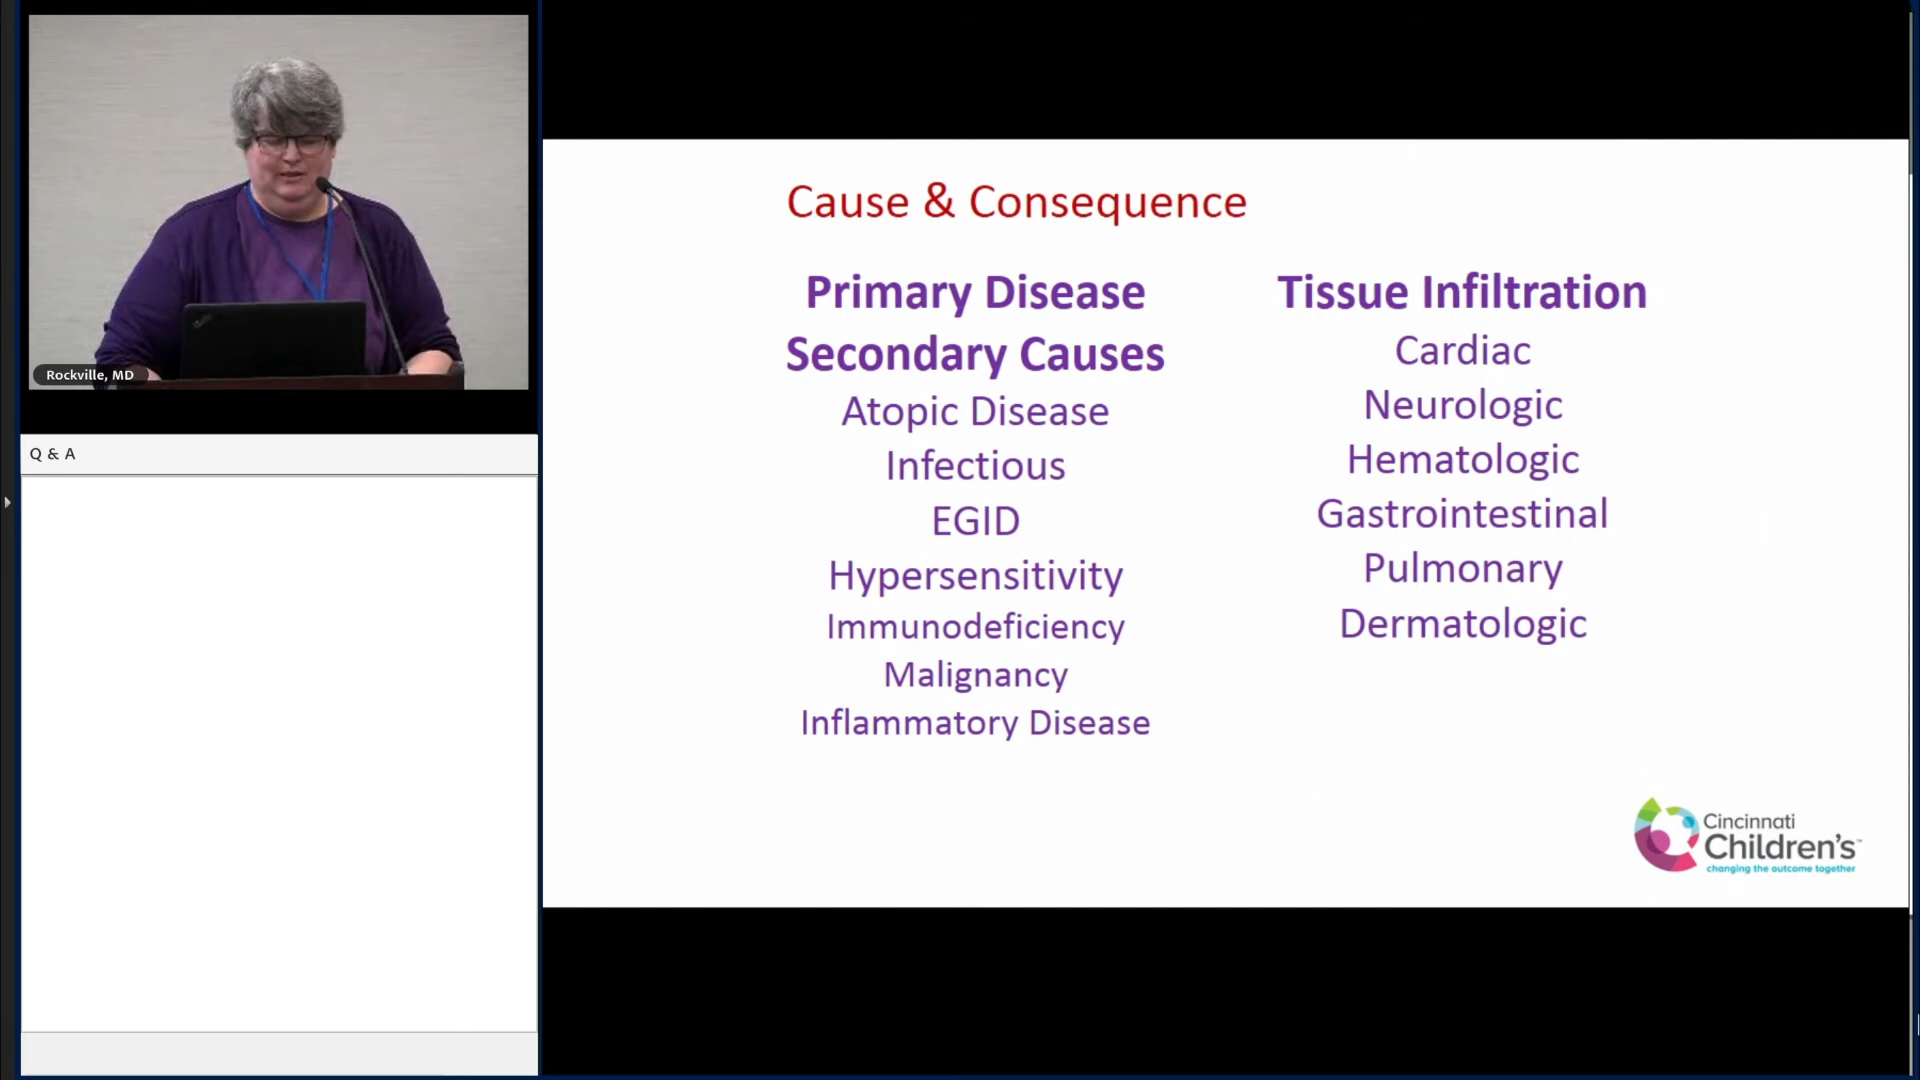 Rockville, MD
Q & A
Cause & Consequence
Primary Disease
Secondary Causes
Atopic Disease
Infectious
EGID
Hypersensitivity
Immunodeficiency
Malignancy
Inflammatory Disease
Tissue Infiltration
Cardiac
Neurologic
Hematologic
Gastrointestinal
Pulmonary
Dermatologic
Cincinnati
Children's™
changing the outcome together